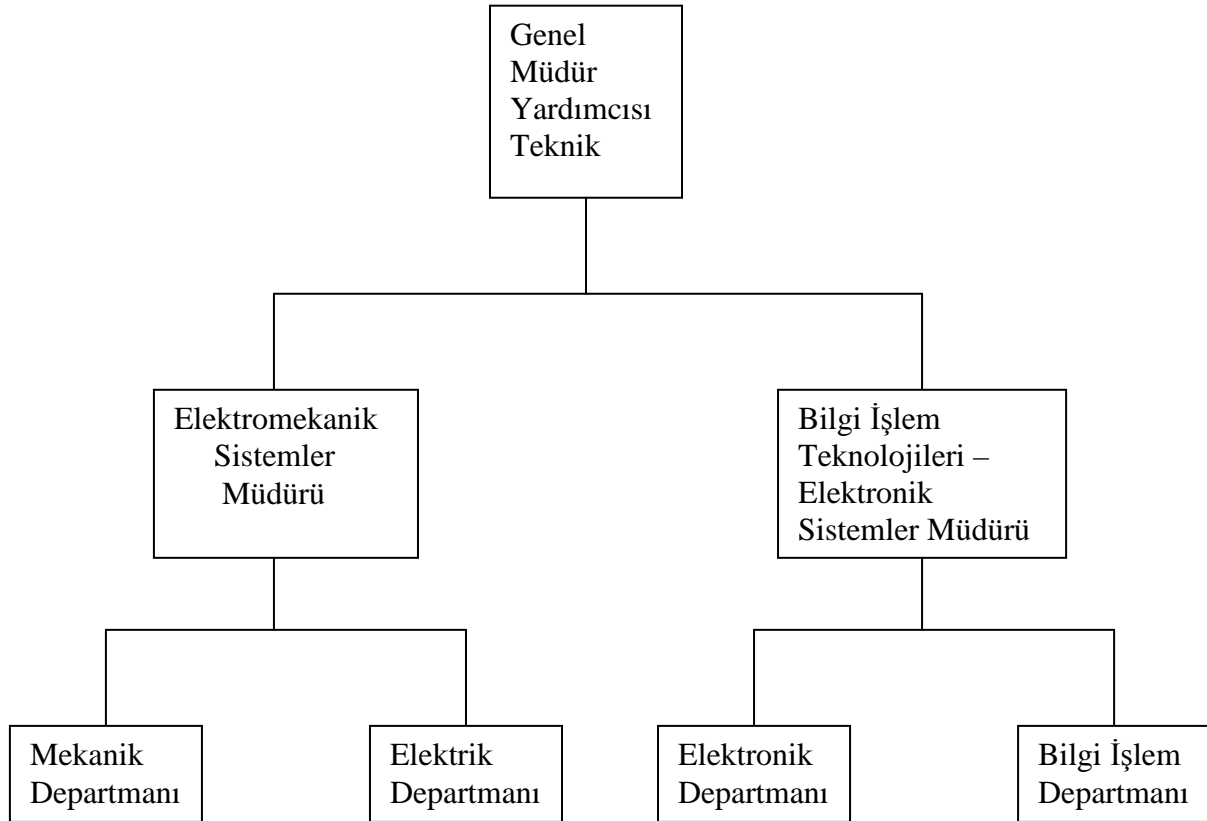 Genel
Müdür
Yardımcısı
Teknik
Elektromekanik
Sistemler
Müdürü
Bilgi İşlem
Teknolojileri –
Elektronik
Sistemler Müdürü
Mekanik
Departmanı
Elektrik
Departmanı
Elektronik
Departmanı
Bilgi İşlem
Departmanı